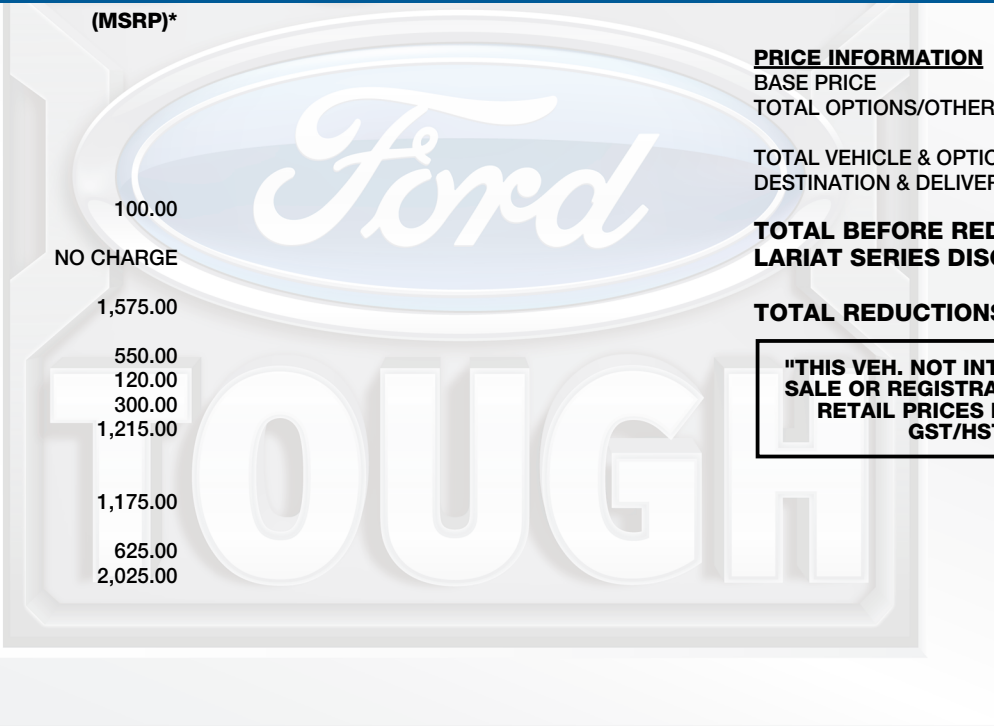 (MSRP)*
100.00
NO CHARGE
1,575.00
550.00
120.00
300.00
1,215.00
1,175.00
625.00
2,025.00
Ford
TOUGH
PRICE INFORMATION
BASE PRICE
TOTAL OPTIONS/OTHER
TOTAL VEHICLE & OPTIO
DESTINATION & DELIVER
TOTAL BEFORE RED
LARIAT SERIES DISC
TOTAL REDUCTIONS
"THIS VEH. NOT INT
SALE OR REGISTRA
RETAIL PRICES
GST/HST